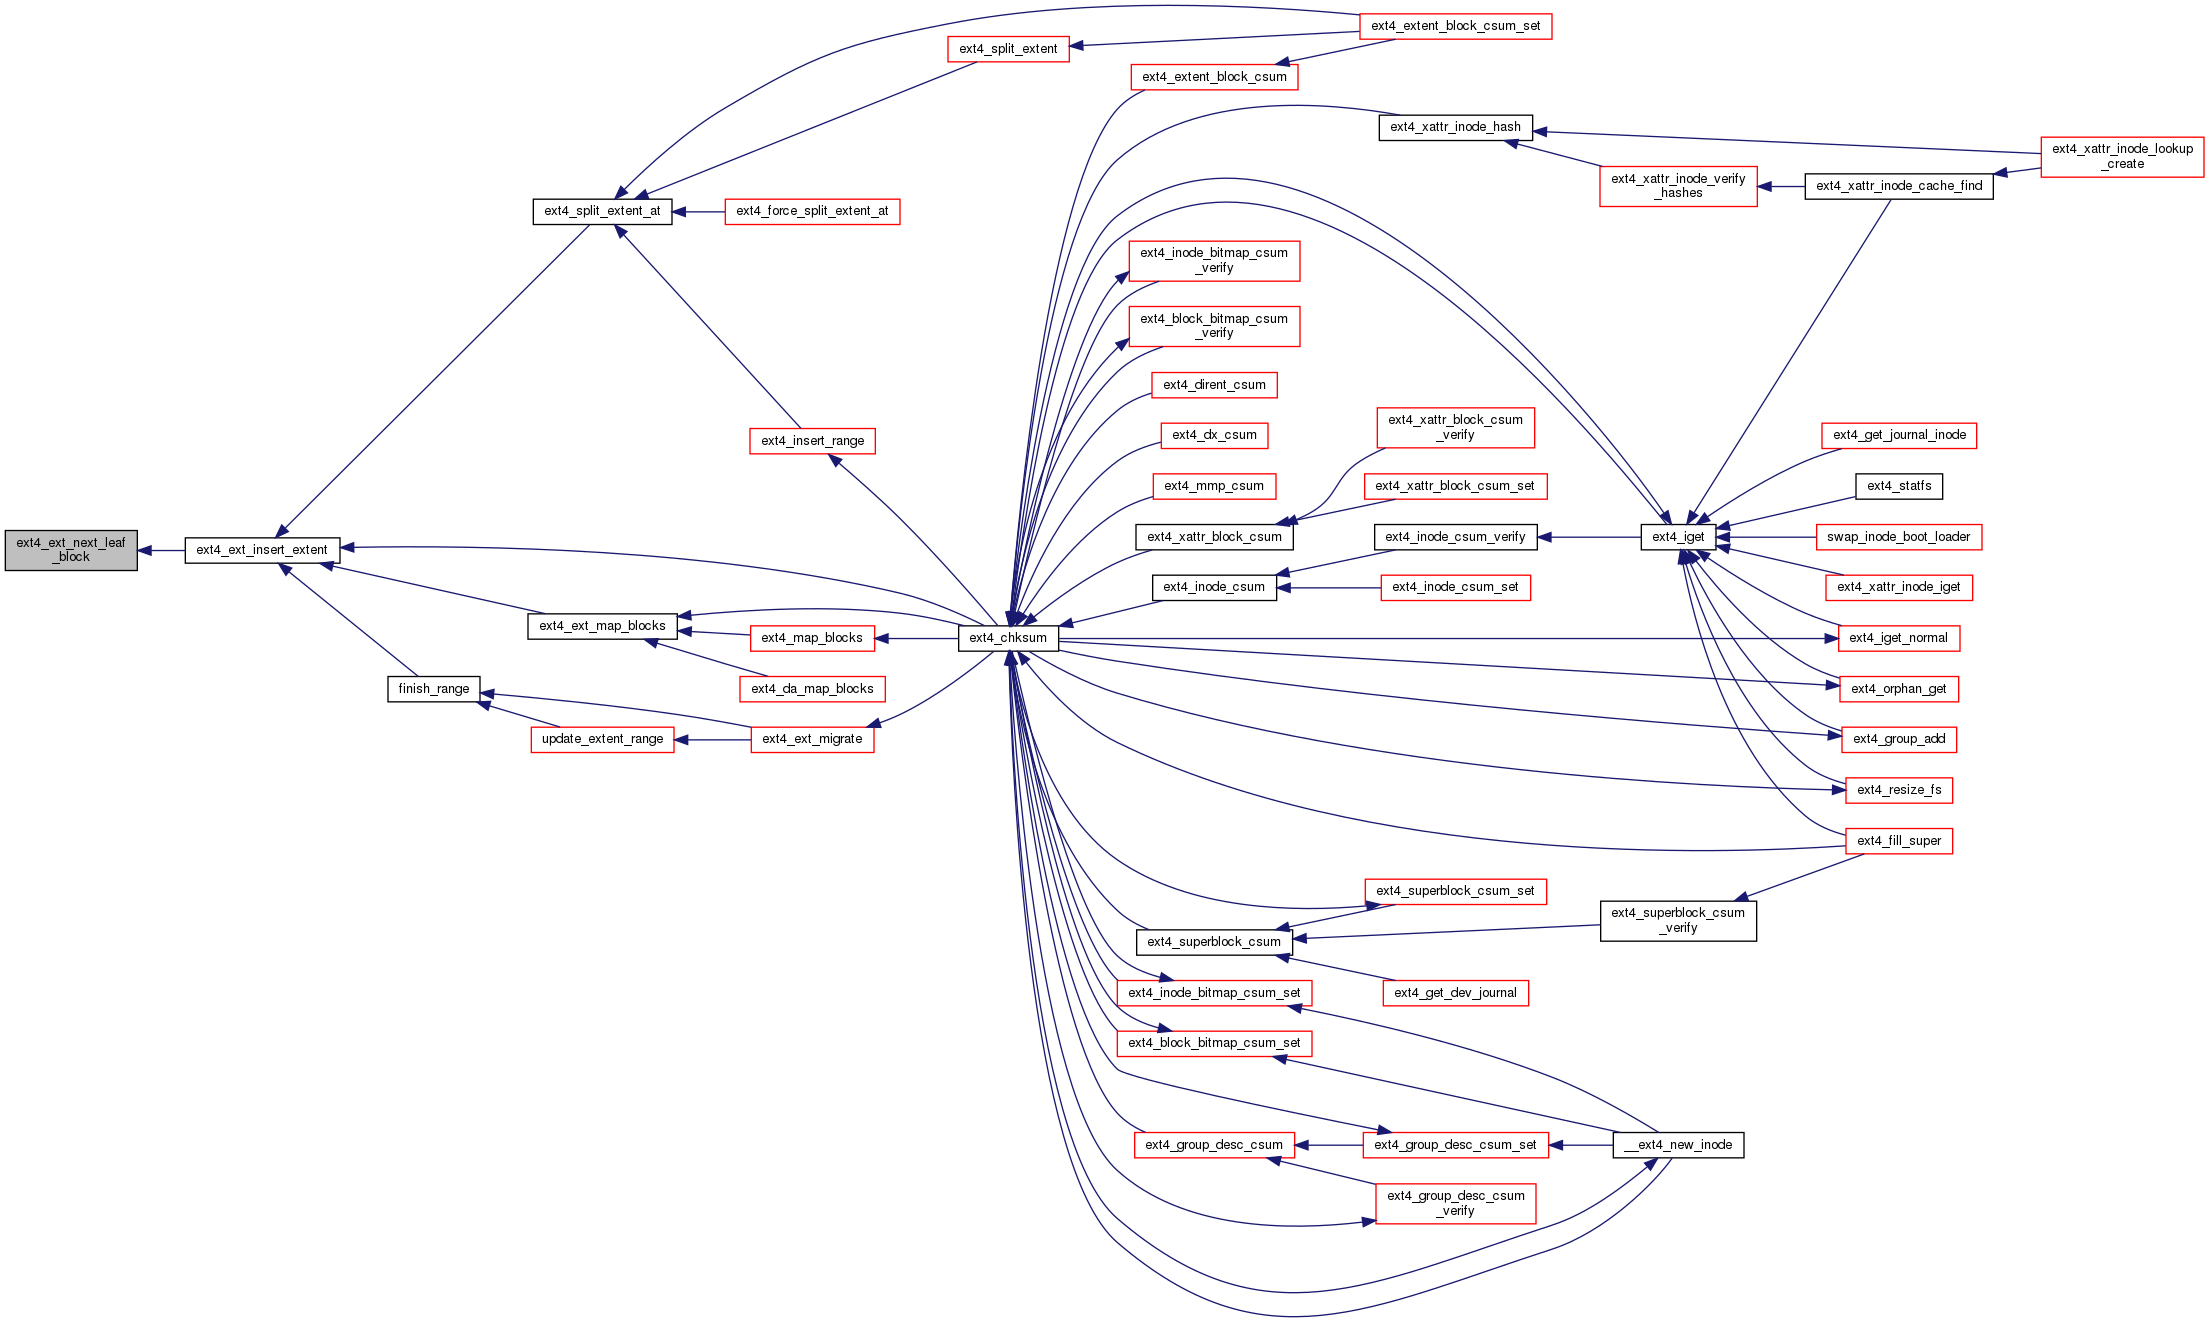 ext4_extent_block_csum_set
ext4_split_extent
ext4_extent_block_csum
ext4_xattr_inode_hash
ext4_xattr_inode_lookup
_create
ext4_xattr_inode_verify
_hashes
ext4_xattr_inode_cache_find
ext4_split_extent_at
ext4_force_split_extent_at
ext4_inode_bitmap_csum
_verify
ext4_block_bitmap_csum
_verify
ext4_dirent_csum
ext4_xattr_block_csum
_verify
ext4_dx_csum
ext4_get_journal_inode
ext4_insert_range
ext4_mmp_csum
ext4_xattr_block_csum_set
ext4_statfs
ext4_ext_next_leaf
_block
ext4_ext_insert_extent
ext4_xattr_block_csum
ext4_inode_csum_verify
ext4_iget
swap_inode_boot_loader
ext4_inode_csum
ext4_inode_csum_set
ext4_xattr_inode_iget
ext4_ext_map_blocks
ext4_map_blocks
ext4_chksum
ext4_iget_normal
finish_range
ext4_da_map_blocks
ext4_orphan_get
update_extent_range
ext4_ext_migrate
ext4_group_add
ext4_resize_fs
ext4_fill_super
ext4_superblock_csum_set
ext4_superblock_csum
_verify
ext4_superblock_csum
ext4_inode_bitmap_csum_set
ext4_get_dev_journal
ext4_block_bitmap_csum_set
ext4_group_desc_csum
ext4_group_desc_csum_set
__ext4_new_inode
ext4_group_desc_csum
_verify